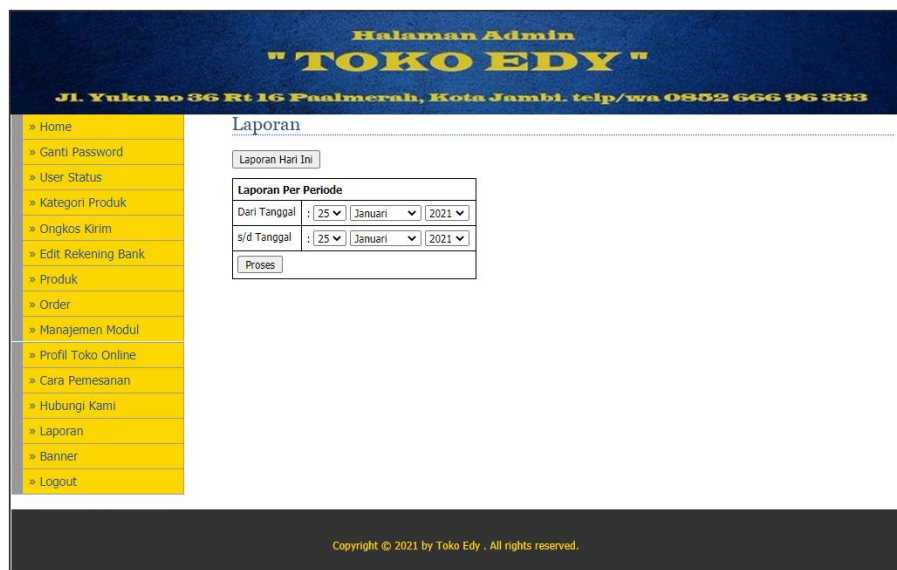 Halaman Admin
" TOKO EDY "
Jl. Yuka no 36 Rt 16 Paalmerah, Kota Jambi. telp/wa 0852 666 96 333
» Home
» Ganti Password
» User Status
» Kategori Produk
» Ongkos Kirim
» Edit Rekening Bank
» Produk
» Order
» Manajemen Modul
» Profil Toko Online
» Cara Pemesanan
» Hubungi Kami
» Laporan
» Banner
» Logout
Laporan
Laporan Hari Ini
Laporan Per Periode
Dari Tanggal : 25 Januari 2021
s/d Tanggal : 25 Januari 2021
Proses
Copyright © 2021 by Toko Edy . All rights reserved.